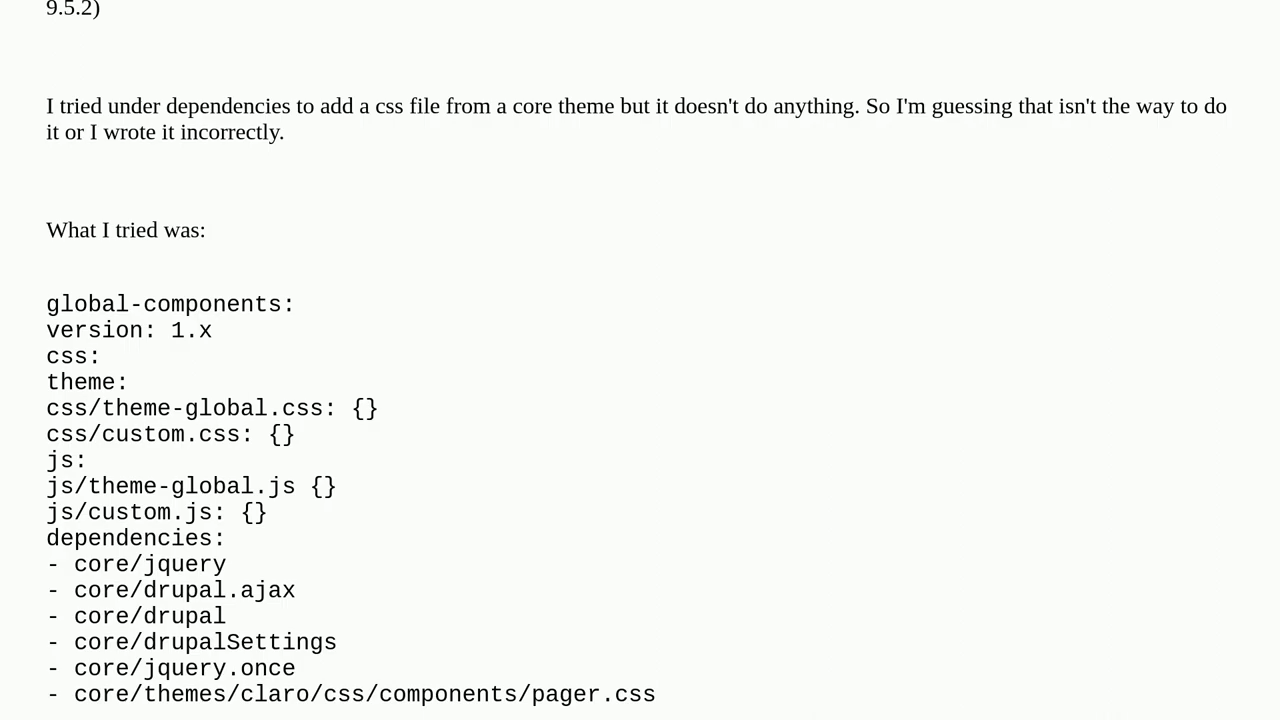 9.5.2)
I tried under dependencies to add a css file from a core theme but it doesn't do anything. So I'm guessing that isn't the way to do
it or I wrote it incorrectly.
What I tried was:
global-components:
version: 1.x
css:
theme:
css/theme-global.css: {}
css/custom.css: {}
js:
js/theme-global.js {}
js/custom.js: {}
dependencies:
- core/jquery
- core/drupal.ajax
- core/drupal
- core/drupalSettings
- core/jquery.once
- core/themes/claro/css/components/pager.css